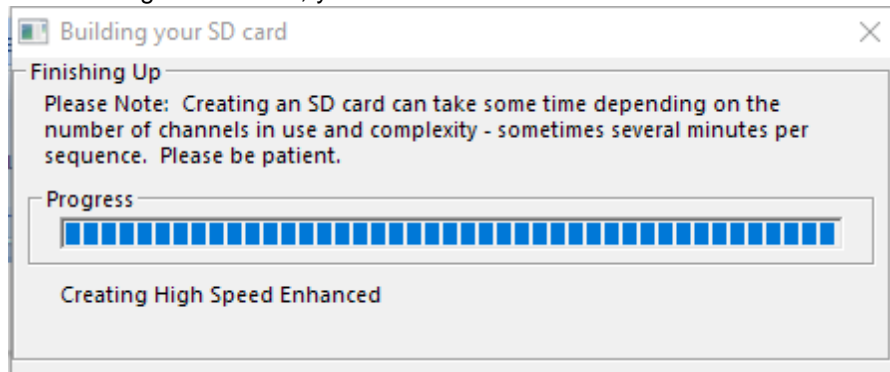 Building your SD card
Finishing Up
Please Note:  Creating an SD card can take some time depending on the
number of channels in use and complexity - sometimes several minutes per
sequence.  Please be patient.
Progress
Creating High Speed Enhanced